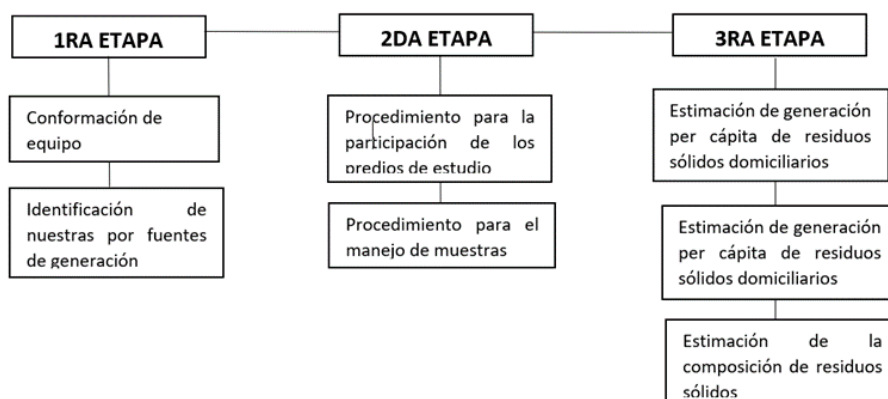 1RA ETAPA
Conformación de
equipo
Identificación de
nuestras por fuentes
de generación
2DA ETAPA
Procedimiento para la
participación de los
predios de estudio
Procedimiento para el
manejo de muestras
3RA ETAPA
Estimación de generación
per cápita de residuos
sólidos domiciliarios
Estimación de generación
per cápita de residuos
sólidos domiciliarios
Estimación de la
composición de residuos
sólidos